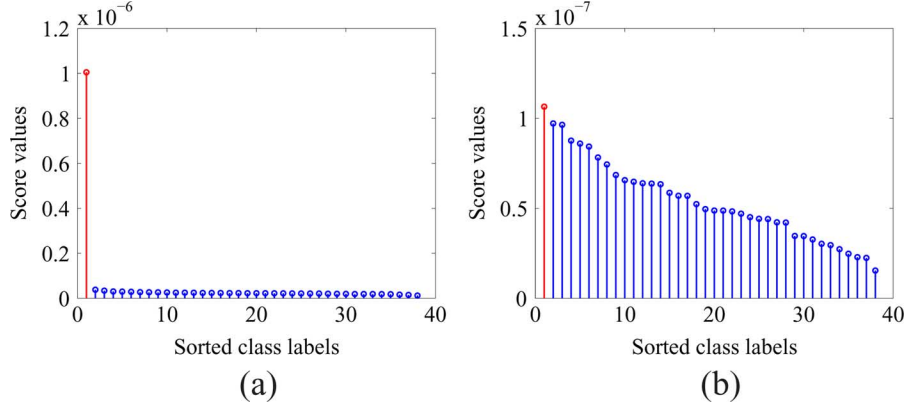 x 10⁻⁶
1.2
1
0.8
0.6
0.4
0.2
0
0 10 20 30 40
Score values
Sorted class labels
(a)
x 10⁻⁷
1.5
1
0.5
0
0 10 20 30 40
Score values
Sorted class labels
(b)